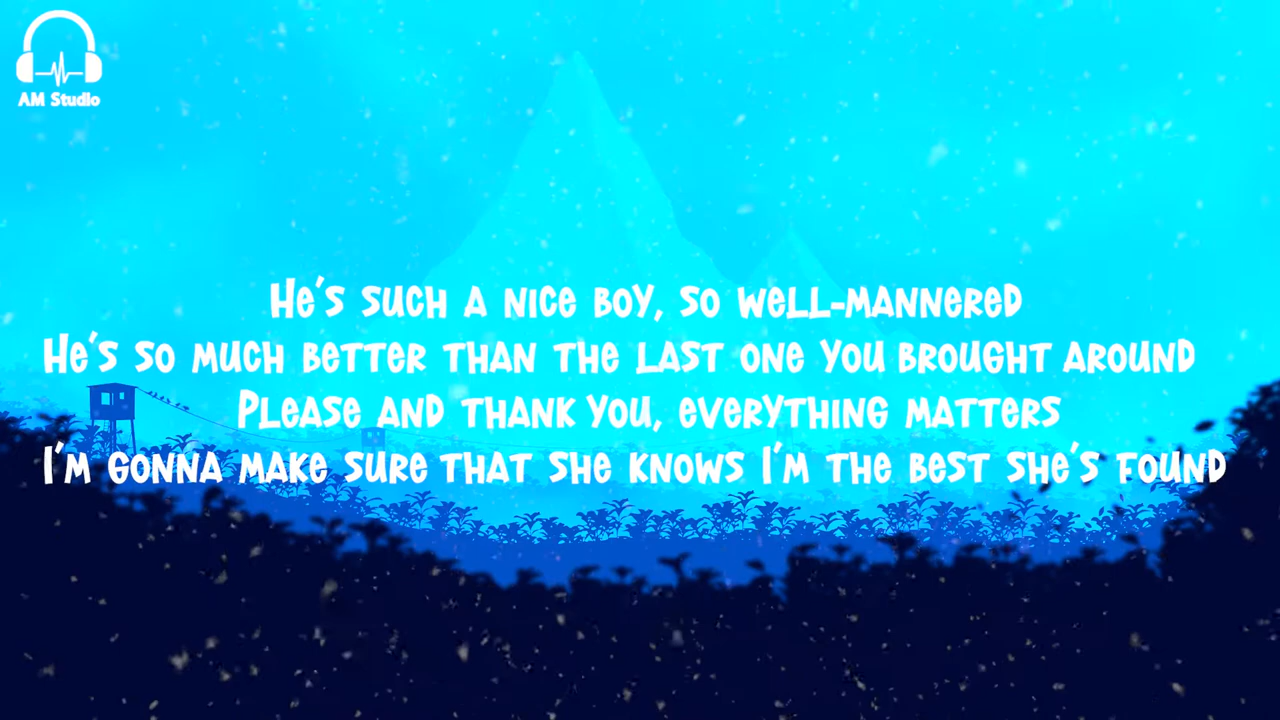 AM Studio
He's such a nice boy, so well-mannered
He's so much better than the last one you brought around
Please and thank you, everything matters
I'm gonna make sure that she knows I'm the best she's found